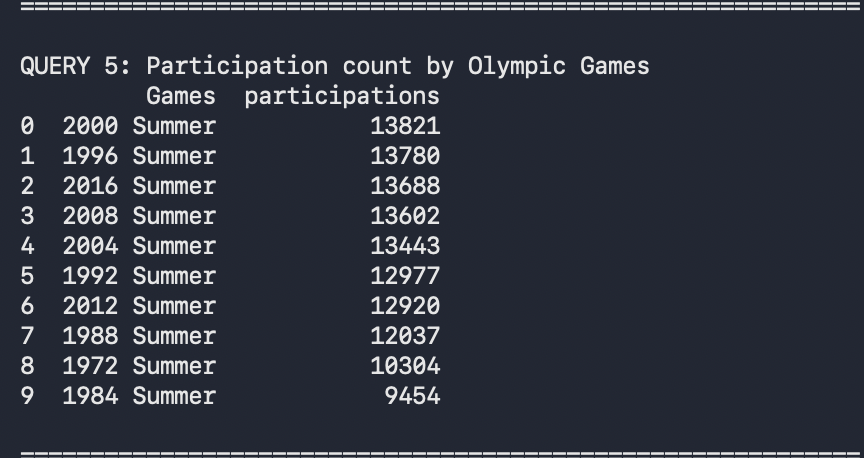 ============================================================
QUERY 5: Participation count by Olympic Games
         Games  participations
0  2000 Summer           13821
1  1996 Summer           13780
2  2016 Summer           13688
3  2008 Summer           13602
4  2004 Summer           13443
5  1992 Summer           12977
6  2012 Summer           12920
7  1988 Summer           12037
8  1972 Summer           10304
9  1984 Summer            9454
============================================================